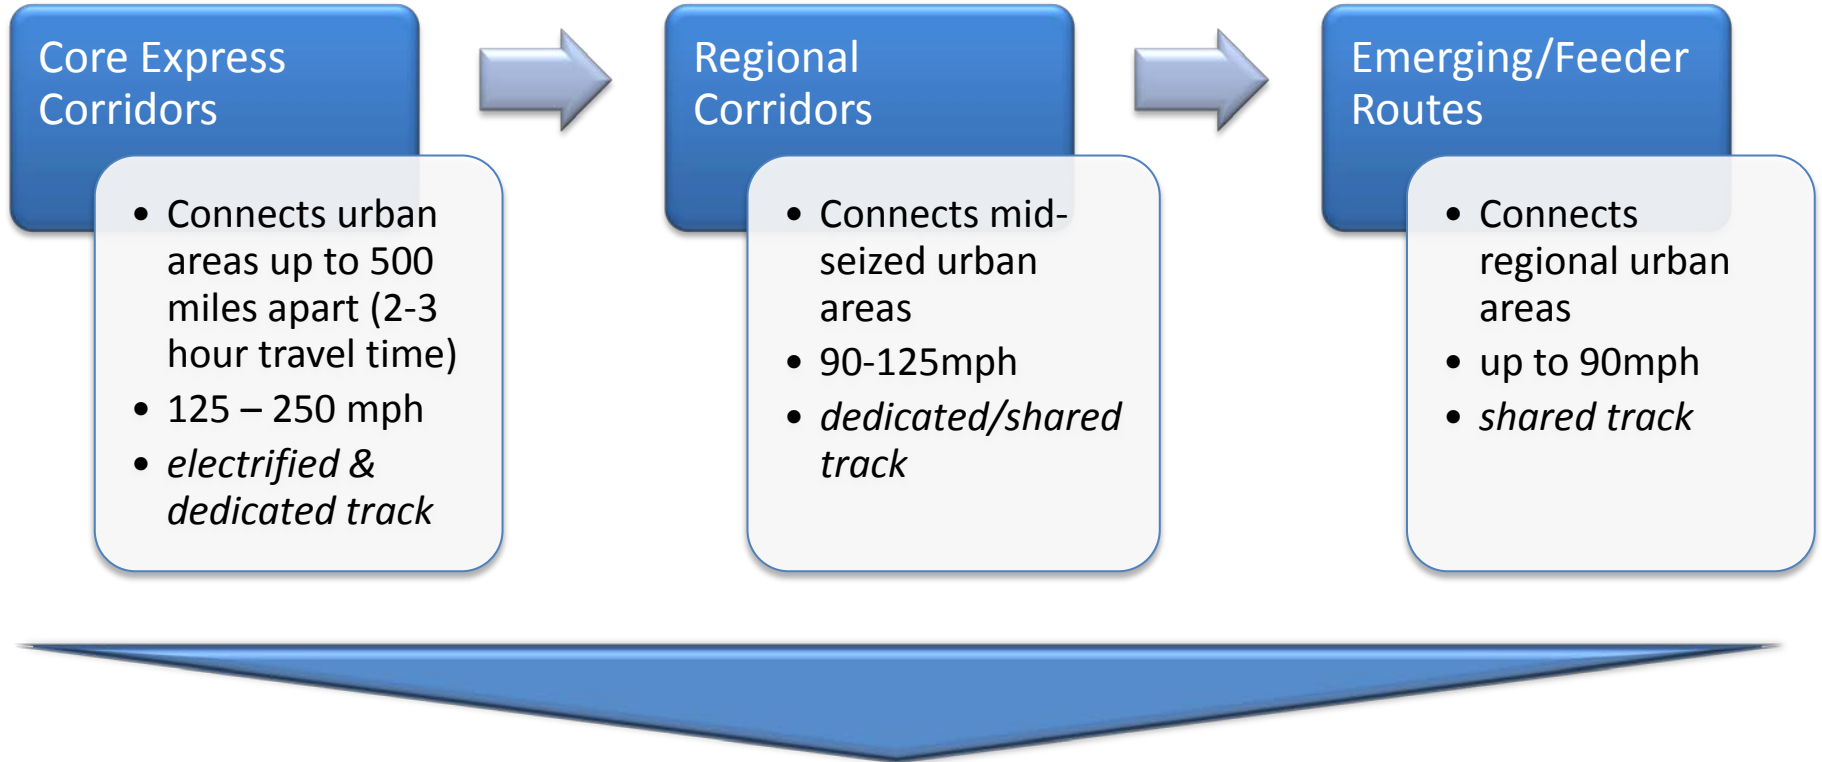 Core Express
Corridors
• Connects urban
areas up to 500
miles apart (2-3
hour travel time)
• 125 – 250 mph
• electrified &
dedicated track
Regional
Corridors
• Connects mid-
seized urban
areas
• 90-125mph
• dedicated/shared
track
Emerging/Feeder
Routes
• Connects
regional urban
areas
• up to 90mph
• shared track